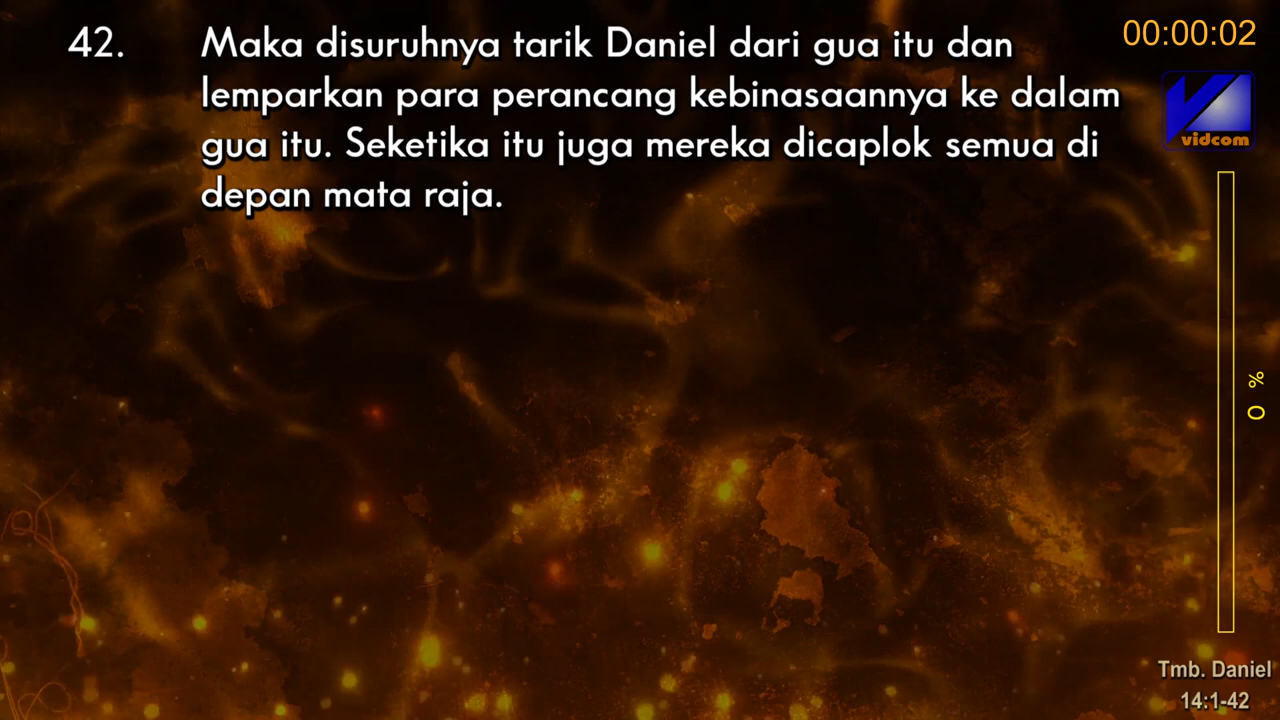 42. Maka disuruhnya tarik Daniel dari gua itu dan
lemparkan para perancang kebinasaannya ke dalam
gua itu. Seketika itu juga mereka dicaplok semua di
depan mata raja.
00:00:02
vidcom
0 %
Tmb. Daniel
14:1-42